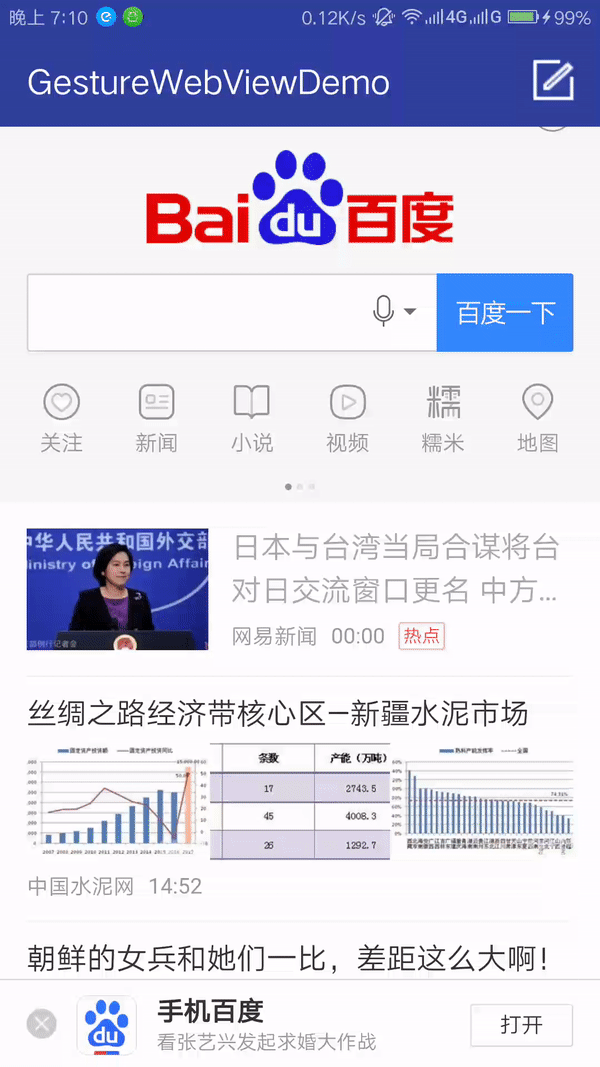 晚上 7:10 0.12K/s 4G G 99%
GestureWebViewDemo
Baidu百度
百度一下
关注 新闻 小说 视频 糯米 地图
中华人民共和国外交部
日本与台湾当局合谋将台
对日交流窗口更名 中方...
网易新闻 00:00 热点
丝绸之路经济带核心区—新疆水泥市场
条数 产能（万吨）
17 2743.5
45 4008.3
26 1292.7
中国水泥网 14:52
朝鲜的女兵和她们一比，差距这么大啊！
手机百度
看张艺兴发起求婚大作战
打开